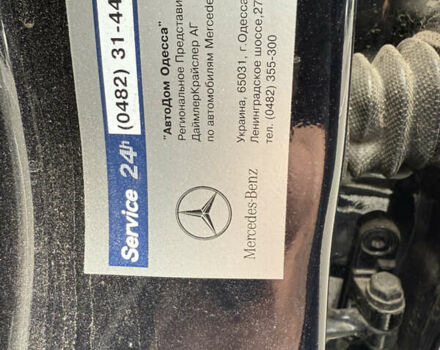 Service 24h (0482) 31-44
"АвтоДом Одесса"
Региональное Представи
ДаймлерКрайслер АГ
по автомобилям Mercede
Украина, 65031, г.Одесса
Ленинградское шоссе,27
тел. (0482) 355-300
Mercedes-Benz